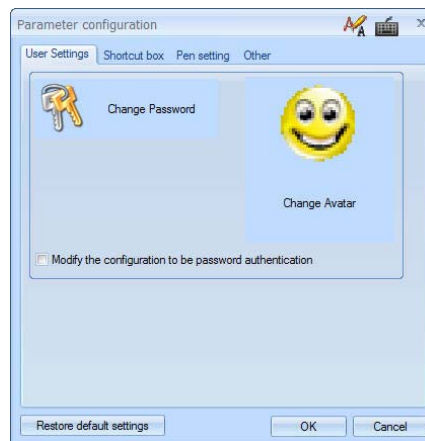 Parameter configuration
User Settings Shortcut box Pen setting Other
Change Password
Change Avatar
Modify the configuration to be password authentication
Restore default settings OK Cancel